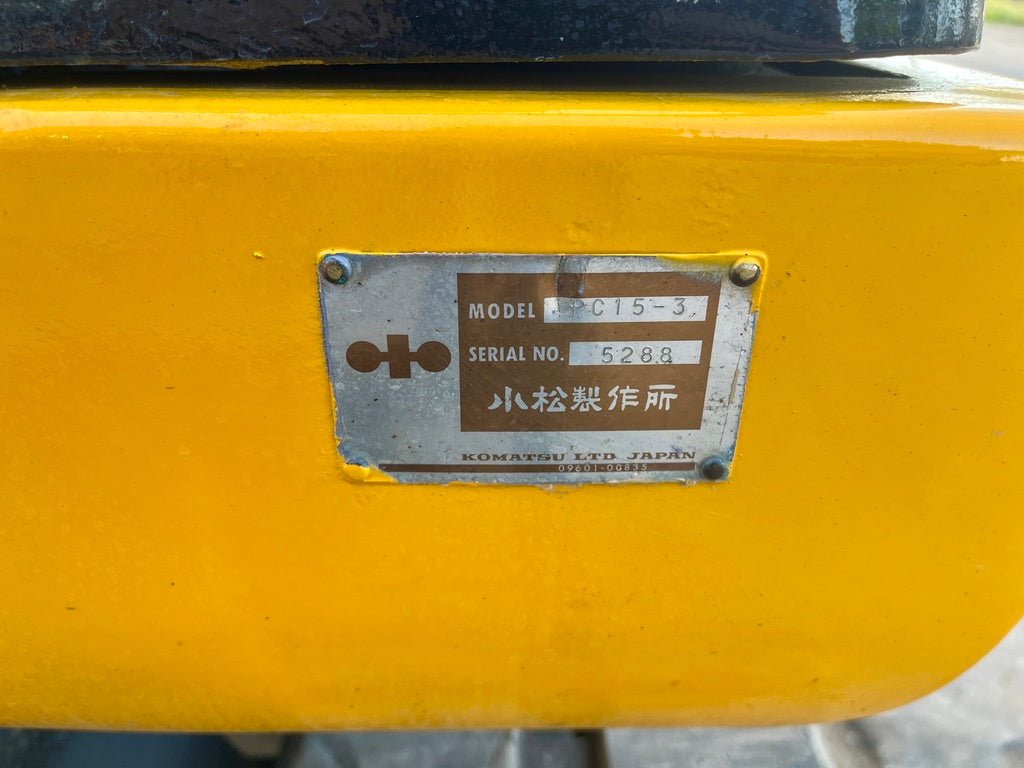 MODEL PC15-3
SERIAL NO. 5288
小松製作所
KOMATSU LTD JAPAN
09601-00835